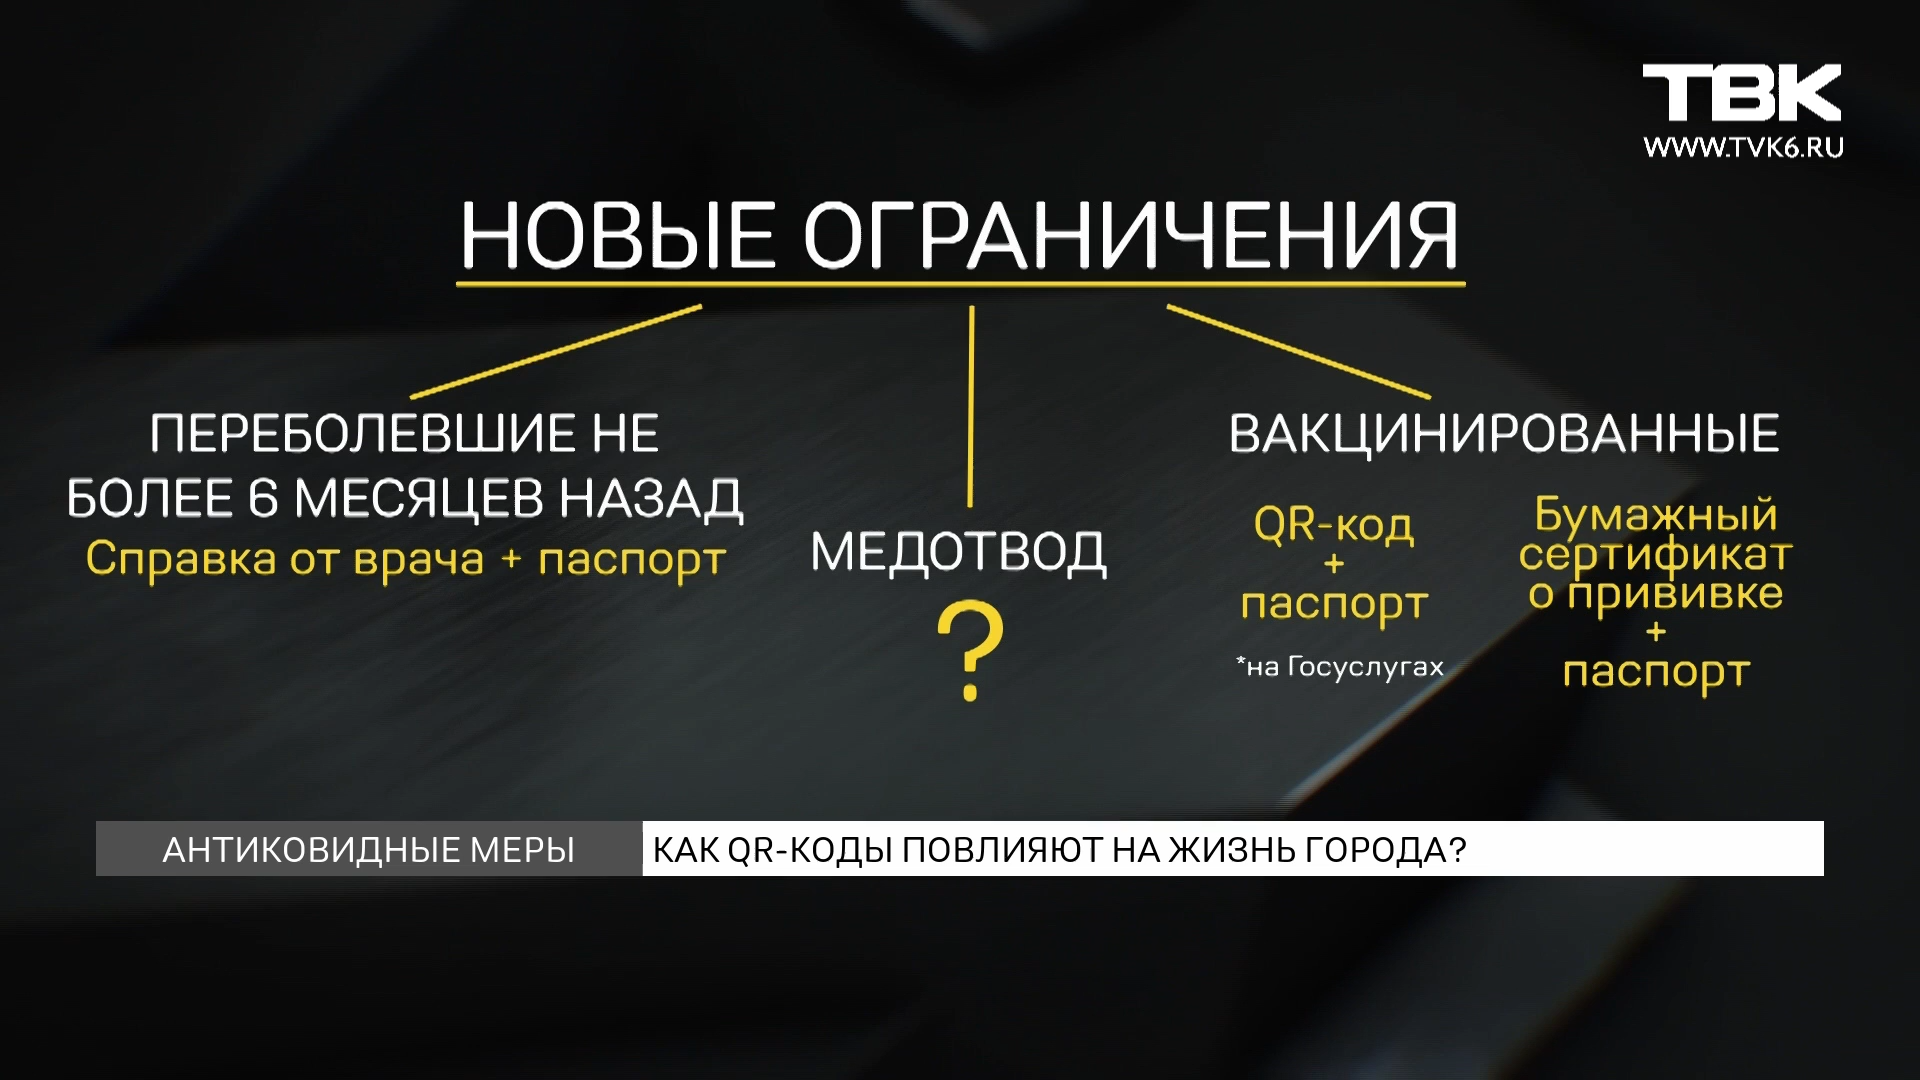 ТВК
WWW.TVK6.RU
НОВЫЕ ОГРАНИЧЕНИЯ
ПЕРЕБОЛЕВШИЕ НЕ
БОЛЕЕ 6 МЕСЯЦЕВ НАЗАД
Справка от врача + паспорт
МЕДОТВОД
?
ВАКЦИНИРОВАННЫЕ
QR-код
+
паспорт
*на Госуслугах
Бумажный
сертификат
о прививке
+
паспорт
АНТИКОВИДНЫЕ МЕРЫ
КАК QR-КОДЫ ПОВЛИЯЮТ НА ЖИЗНЬ ГОРОДА?